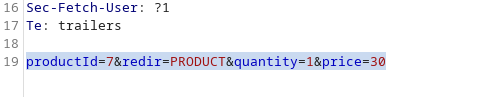 16 Sec-Fetch-User: ?1
17 Te: trailers
18
19 productId=7&redir=PRODUCT&quantity=1&price=30